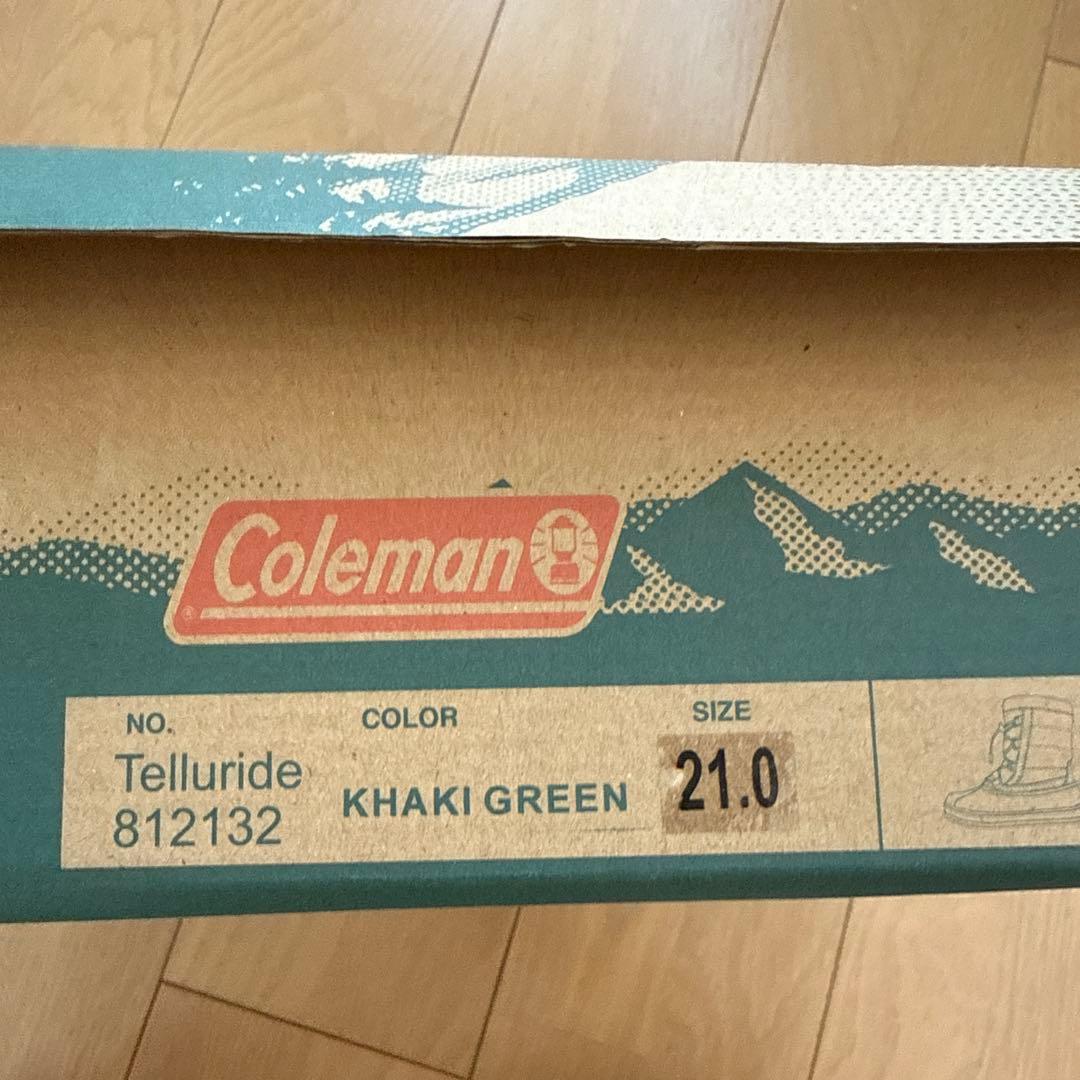 Coleman
®
NO.
COLOR
SIZE
Telluride
812132
KHAKI GREEN
21.0